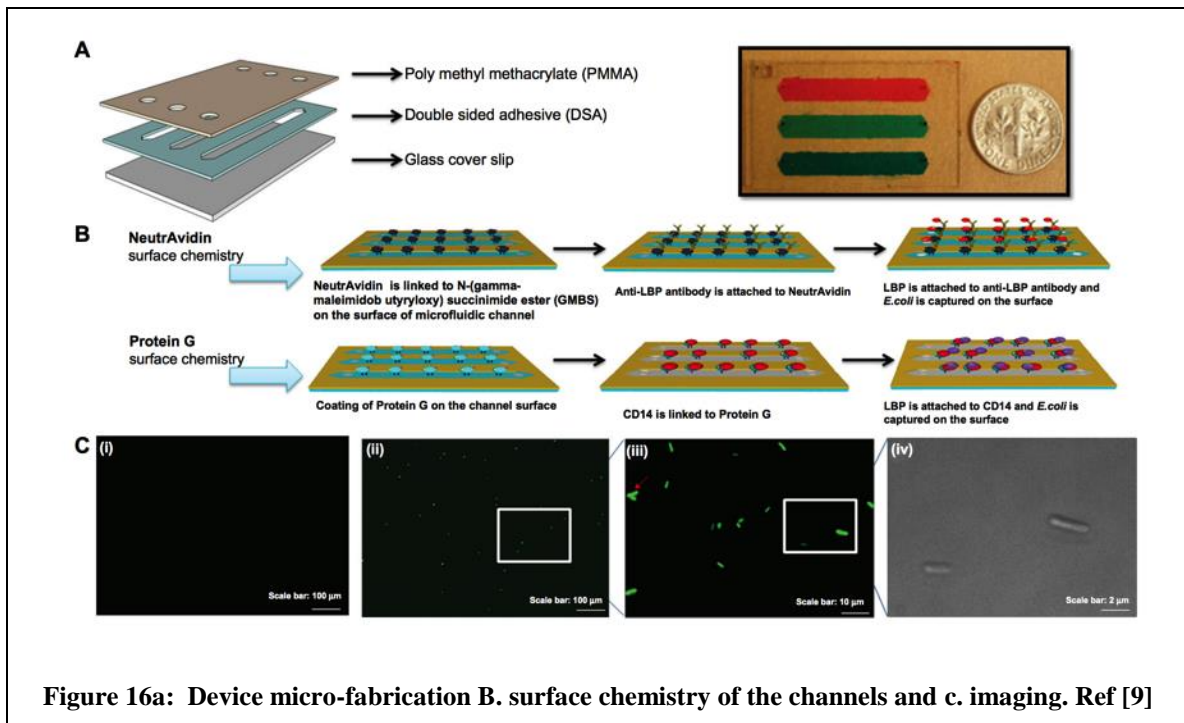 A
Poly methyl methacrylate (PMMA)
Double sided adhesive (DSA)
Glass cover slip
B
NeutrAvidin
surface chemistry
NeutrAvidin is linked to N-(gamma-
maleimidob utyryloxy) succinimide ester (GMBS)
on the surface of microfluidic channel
Anti-LBP antibody is attached to NeutrAvidin
LBP is attached to anti-LBP antibody and
E.coli is captured on the surface
Protein G
surface chemistry
Coating of Protein G on the channel surface
CD14 is linked to Protein G
LBP is attached to CD14 and E.coli is
captured on the surface
C
(i)
Scale bar: 100 µm
(ii)
Scale bar: 100 µm
(iii)
Scale bar: 10 µm
(iv)
Scale bar: 2 µm
Figure 16a: Device micro-fabrication B. surface chemistry of the channels and c. imaging. Ref [9]